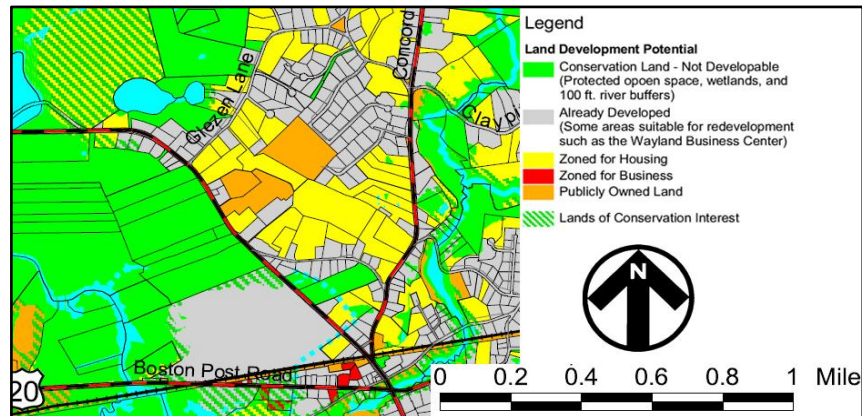 Glezen Lane
Concord
Claypi
Boston Post Road
20
Legend
Land Development Potential
Conservation Land - Not Developable
(Protected opoen space, wetlands, and
100 ft. river buffers)
Already Developed
(Some areas suitable for redevelopment
such as the Wayland Business Center)
Zoned for Housing
Zoned for Business
Publicly Owned Land
Lands of Conservation Interest
N
0 0.2 0.4 0.6 0.8 1 Mile